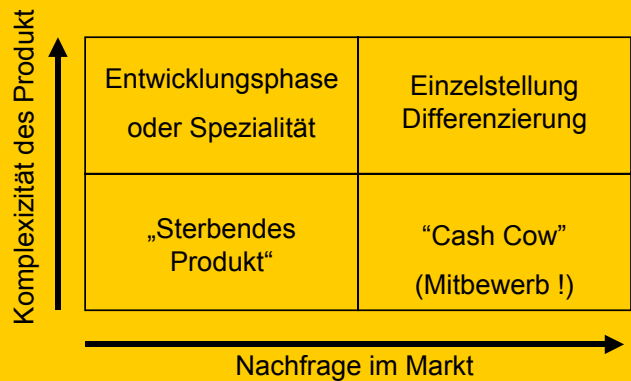 Komplexizität des Produkt
Entwicklungsphase
oder Spezialität
Einzelstellung
Differenzierung
„Sterbendes
Produkt“
“Cash Cow”
(Mitbewerb !)
Nachfrage im Markt